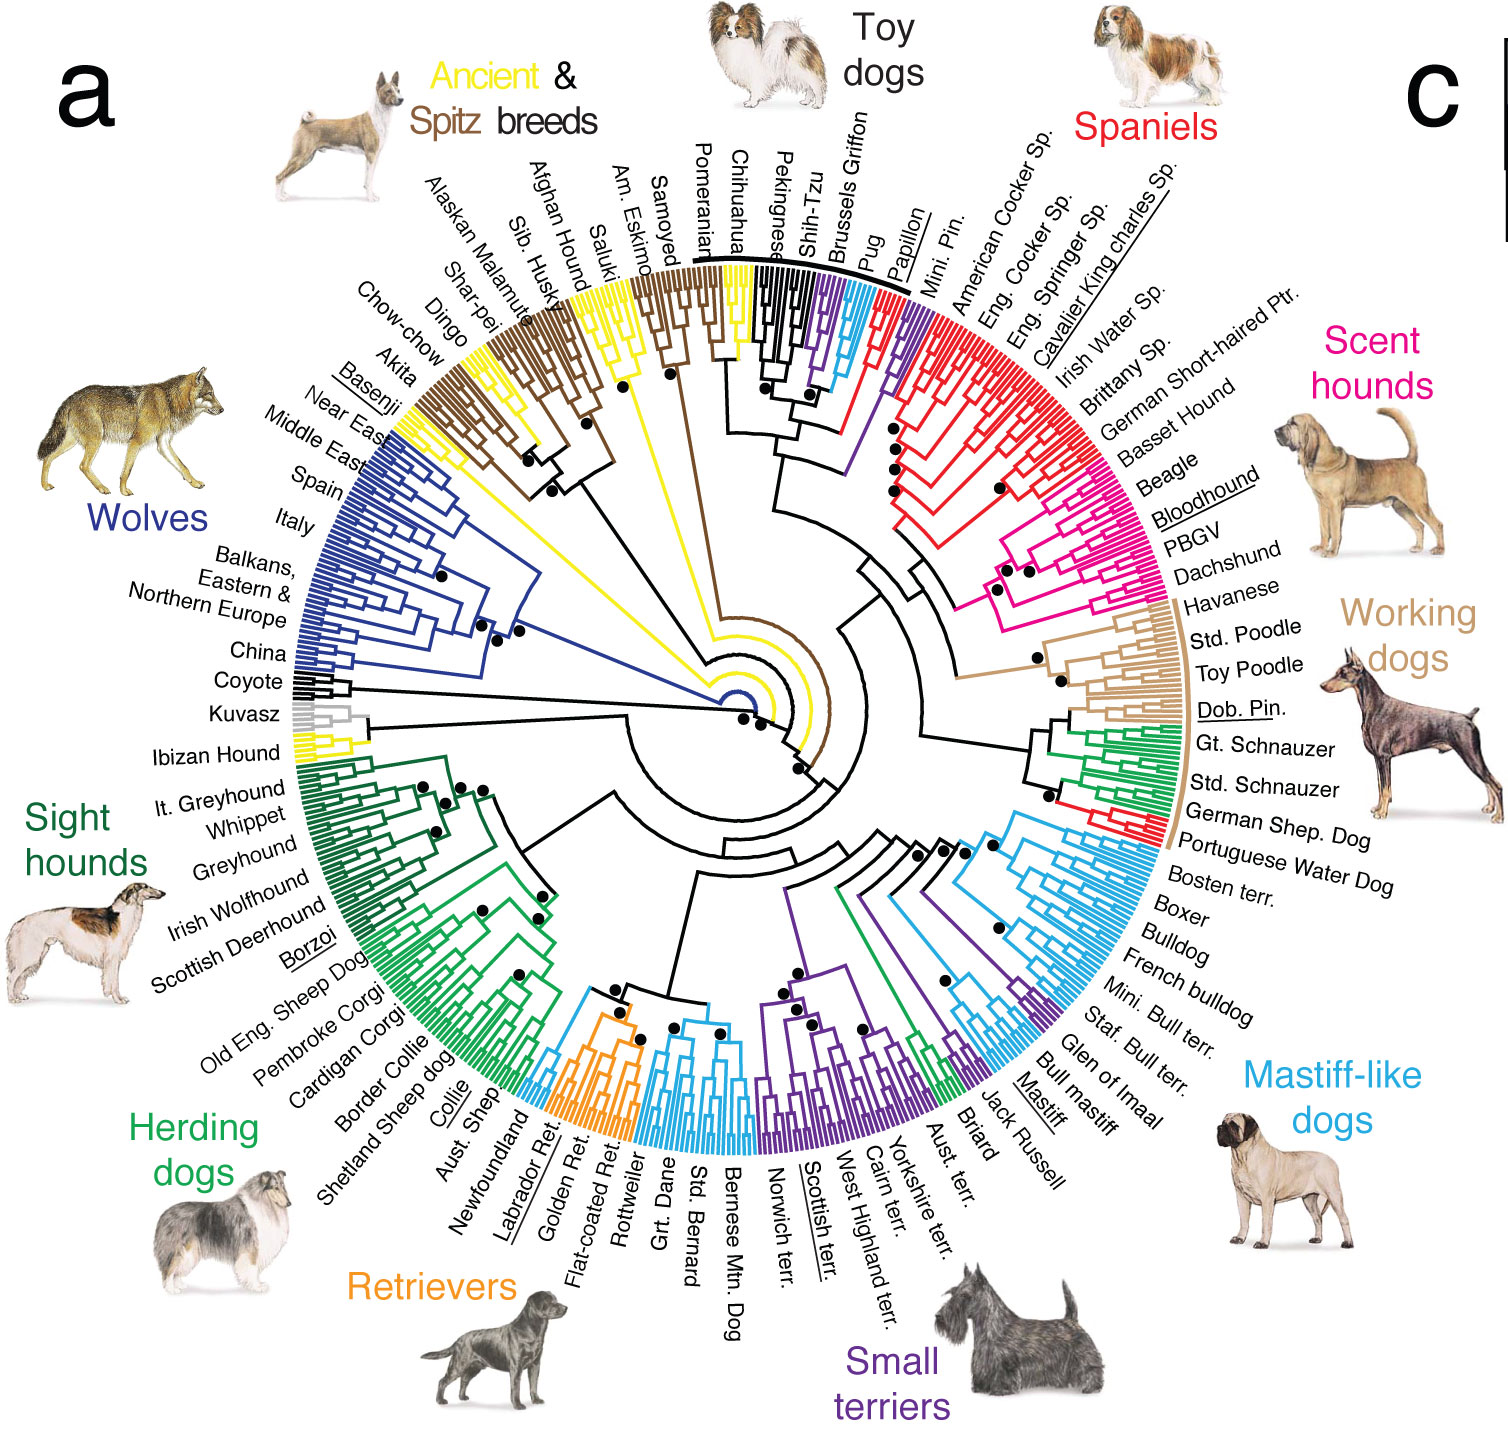 a
c
Ancient &
Spitz breeds
Toy
dogs
Spaniels
Scent
hounds
Working
dogs
Mastiff-like
dogs
Small
terriers
Retrievers
Herding
dogs
Sight
hounds
Wolves
Coyote
China
Balkans,
Eastern &
Northern Europe
Italy
Spain
Middle East
Near East
Basenji
Akita
Chow-chow
Dingo
Shar-pei
Alaskan Malamute
Sib. Husky
Afghan Hound
Saluki
Am. Eskimo
Samoyed
Pomeranian
Chihuahua
Pekingnese
Shih-Tzu
Brussels Griffon
Pug
Papillon
Mini. Pin.
American Cocker Sp.
Eng. Cocker Sp.
Eng. Springer Sp.
Cavalier King charles Sp.
Irish Water Sp.
Brittany Sp.
German Short-haired Ptr.
Basset Hound
Beagle
Bloodhound
PBGV
Dachshund
Havanese
Std. Poodle
Toy Poodle
Dob. Pin.
Gt. Schnauzer
Std. Schnauzer
German Shep. Dog
Portuguese Water Dog
Bosten terr.
Boxer
Bulldog
French bulldog
Mini. Bull terr.
Staf. Bull terr.
Glen of Imaal
Bull mastiff
Mastiff
Jack Russell
Briard
Aust. terr.
Yorkshire terr.
Cairn terr.
West Highland terr.
Scottish terr.
Norwich terr.
Bernese Mtn. Dog
Std. Bernard
Grt. Dane
Rottweiler
Flat-coated Ret.
Golden Ret.
Labrador Ret.
Newfoundland
Aust. Shep.
Collie
Shetland Sheep dog
Border Collie
Cardigan Corgi
Pembroke Corgi
Old Eng. Sheep Dog
Borzoi
Scottish Deerhound
Irish Wolfhound
Greyhound
Whippet
It. Greyhound
Ibizan Hound
Kuvasz